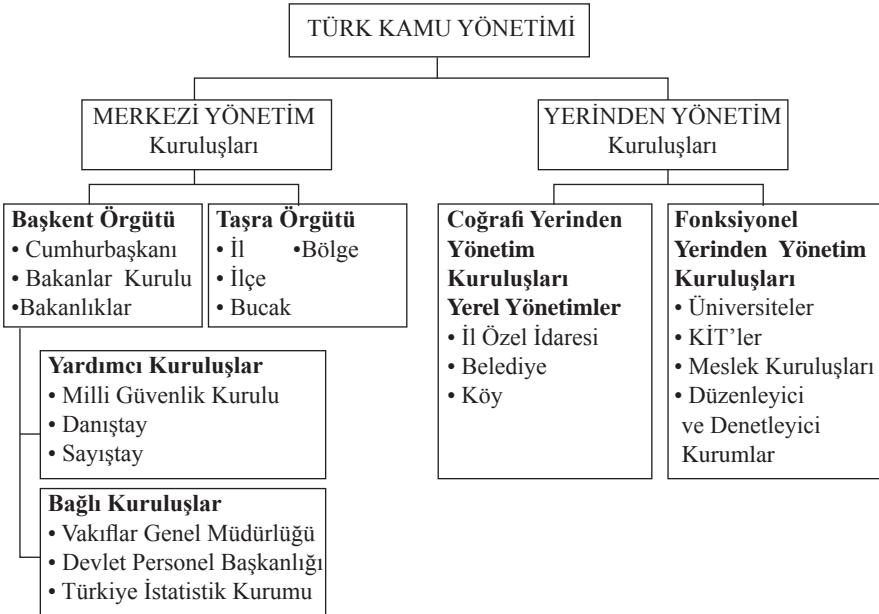 TÜRK KAMU YÖNETİMİ
MERKEZİ YÖNETİM
Kuruluşları
YERİNDEN YÖNETİM
Kuruluşları
Başkent Örgütü
• Cumhurbaşkanı
• Bakanlar Kurulu
•Bakanlıklar
Taşra Örgütü
• İl •Bölge
• İlçe
• Bucak
Coğrafi Yerinden
Yönetim
Kuruluşları
Yerel Yönetimler
• İl Özel İdaresi
• Belediye
• Köy
Fonksiyonel
Yerinden Yönetim
Kuruluşları
• Üniversiteler
• KİT’ler
• Meslek Kuruluşları
• Düzenleyici
ve Denetleyici
Kurumlar
Yardımcı Kuruluşlar
• Milli Güvenlik Kurulu
• Danıştay
• Sayıştay
Bağlı Kuruluşlar
• Vakıflar Genel Müdürlüğü
• Devlet Personel Başkanlığı
• Türkiye İstatistik Kurumu